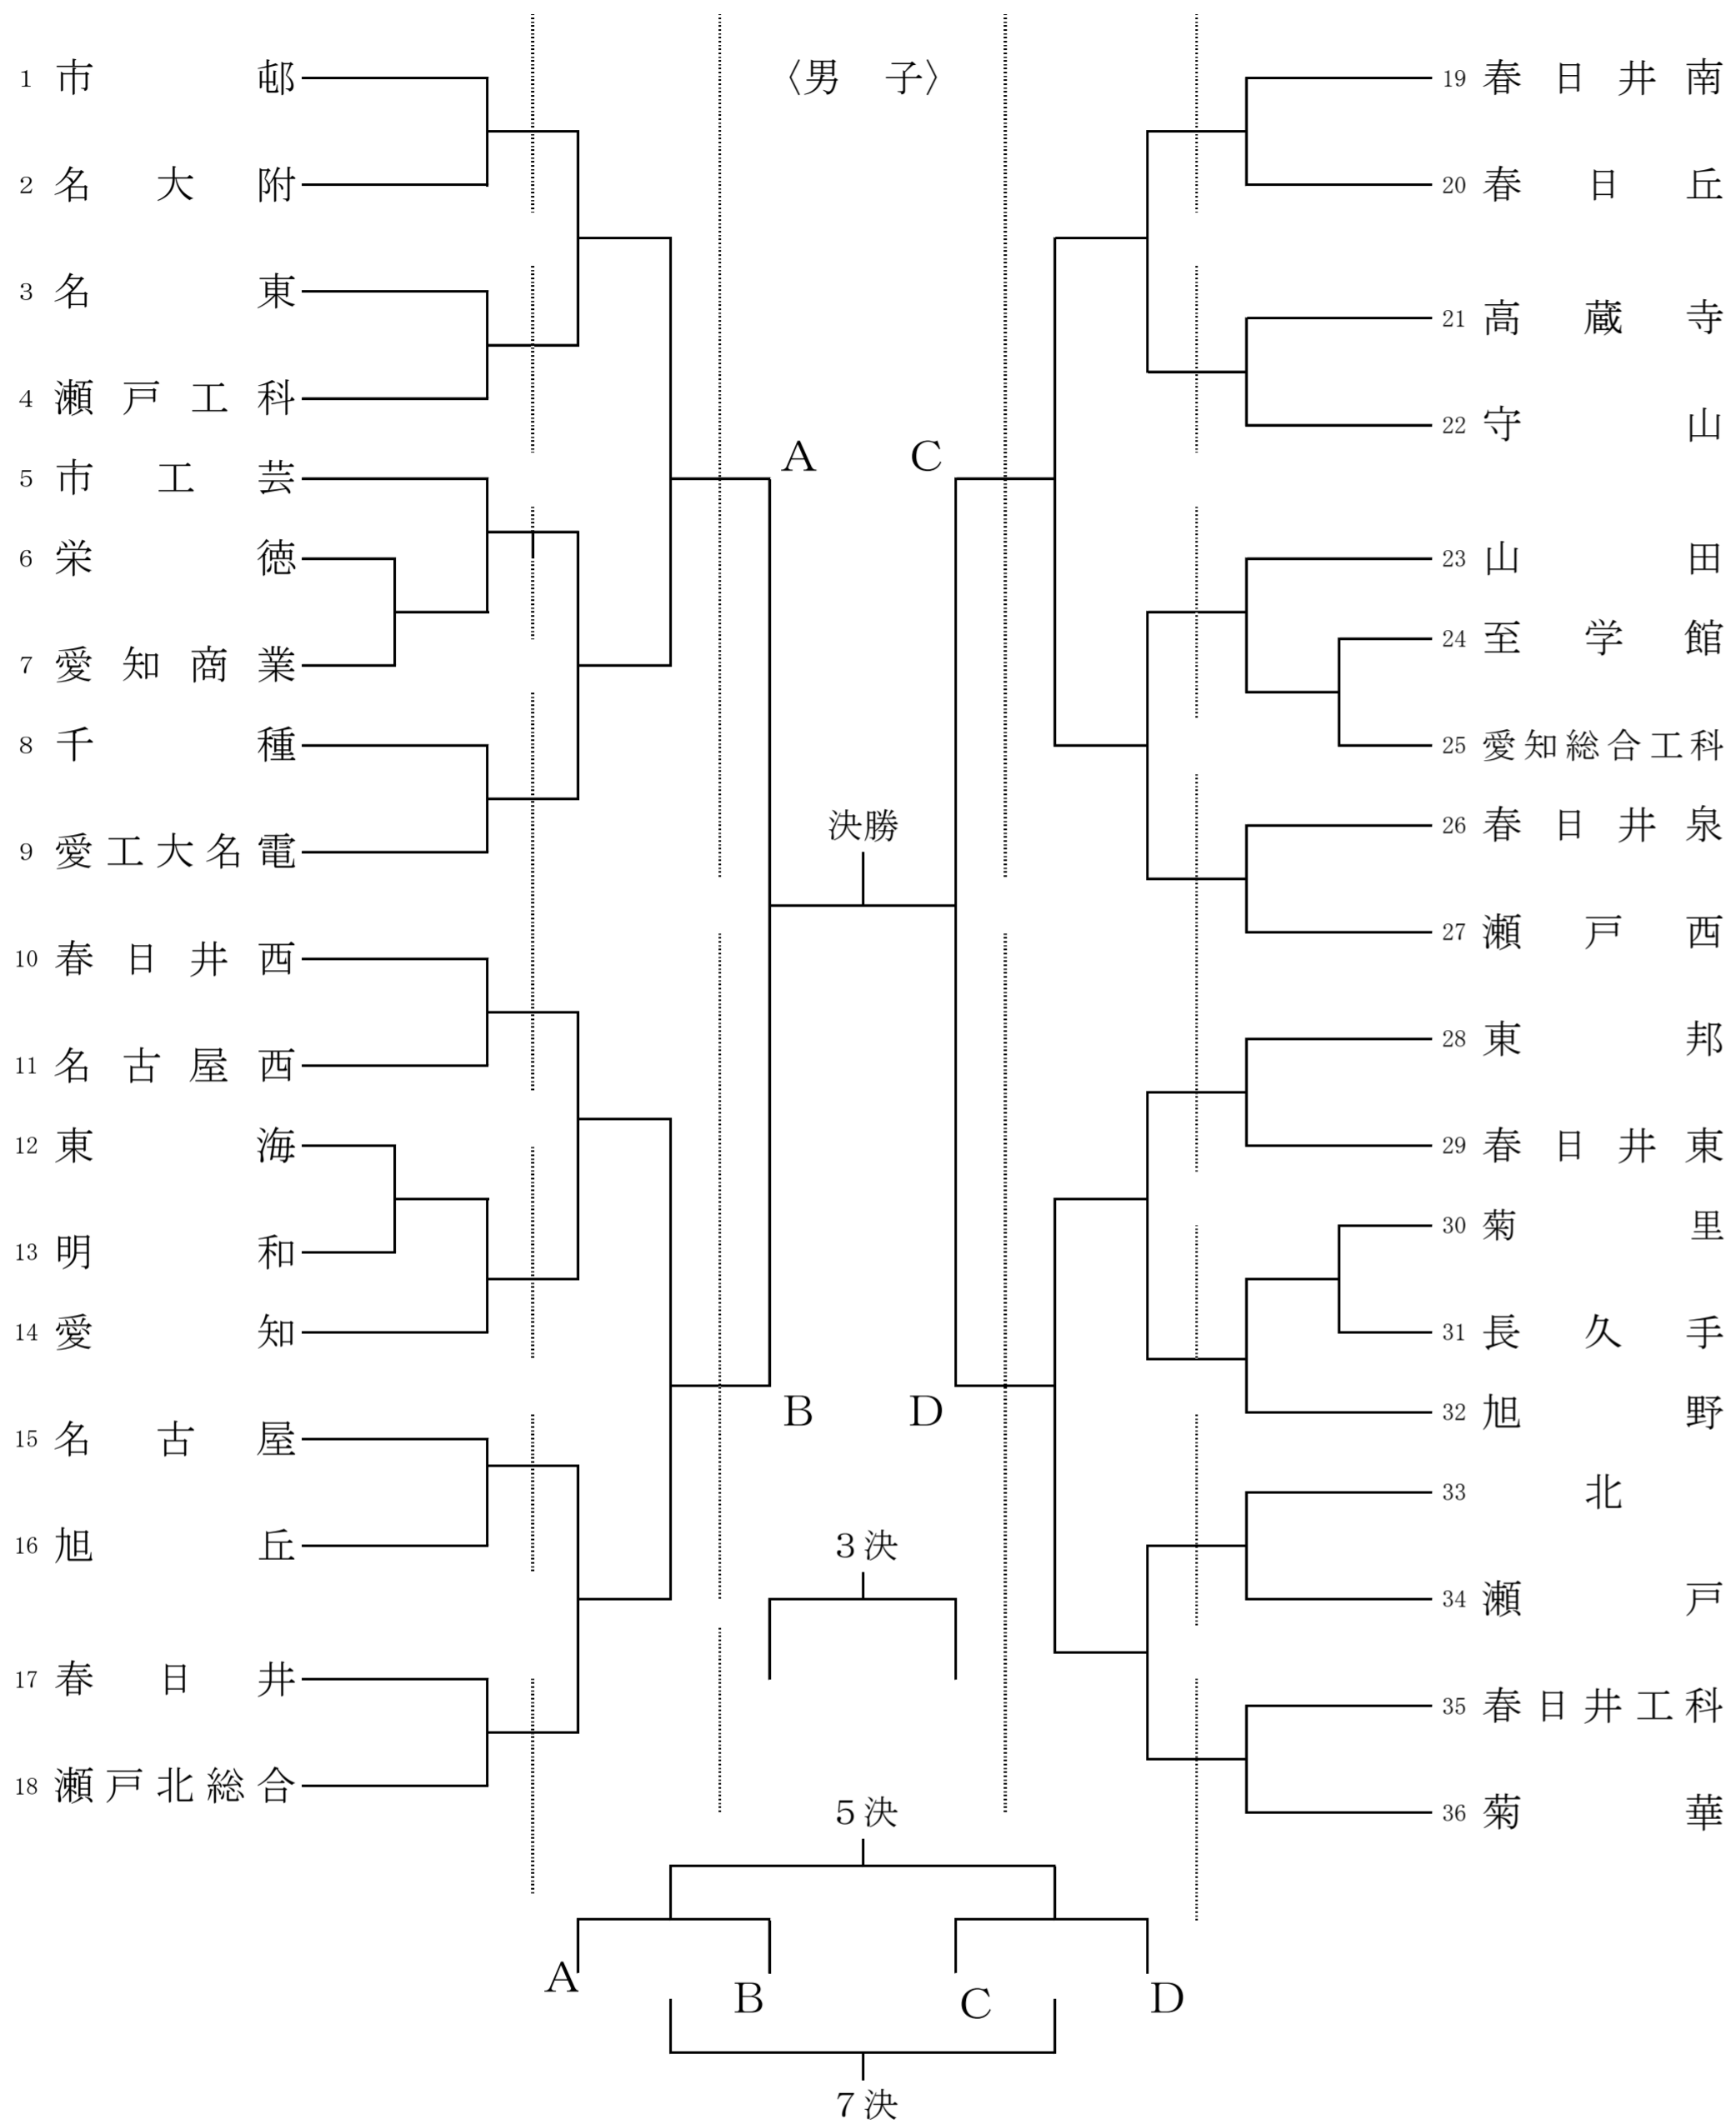 〈男 子〉
1 市邨
2 名大附
3 名東
4 瀬戸工科
5 市工芸
6 栄徳
7 愛知商業
8 千種
9 愛工大名電
10 春日井西
11 名古屋西
12 東海
13 明和
14 愛知
15 名古屋
16 旭丘
17 春日井
18 瀬戸北総合
A
C
決勝
B
D
3決
5決
A
B
C
D
7決
19 春日井南
20 春日丘
21 高蔵寺
22 守山
23 山田
24 至学館
25 愛知総合工科
26 春日井泉
27 瀬戸西
28 東邦
29 春日井東
30 菊里
31 長久手
32 旭野
33 北
34 瀬戸
35 春日井工科
36 菊華